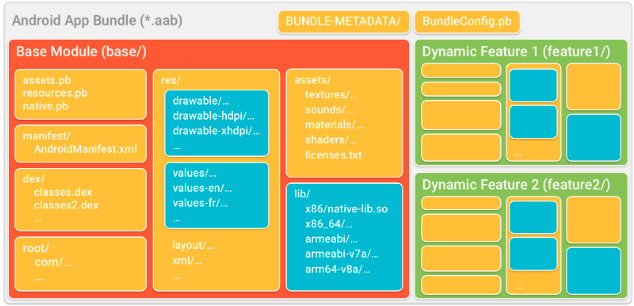 Android App Bundle (*.aab)
BUNDLE-METADATA/
BundleConfig.pb
Base Module (base/)
assets.pb
resources.pb
native.pb
manifest/
AndroidManifest.xml
dex/
classes.dex
classes2.dex
...
root/
com/...
res/
drawable/...
drawable-hdpi/...
drawable-xhdpi/...
...
values/...
values-en/...
values-fr/...
...
layout/...
xml/...
...
assets/
textures/...
sounds/...
materials/...
shaders/...
licenses.txt
lib/
x86/native-lib.so
x86_64/...
armeabi/...
armeabi-v7a/...
arm64-v8a/...
Dynamic Feature 1 (feature1/)
...
Dynamic Feature 2 (feature2/)
...